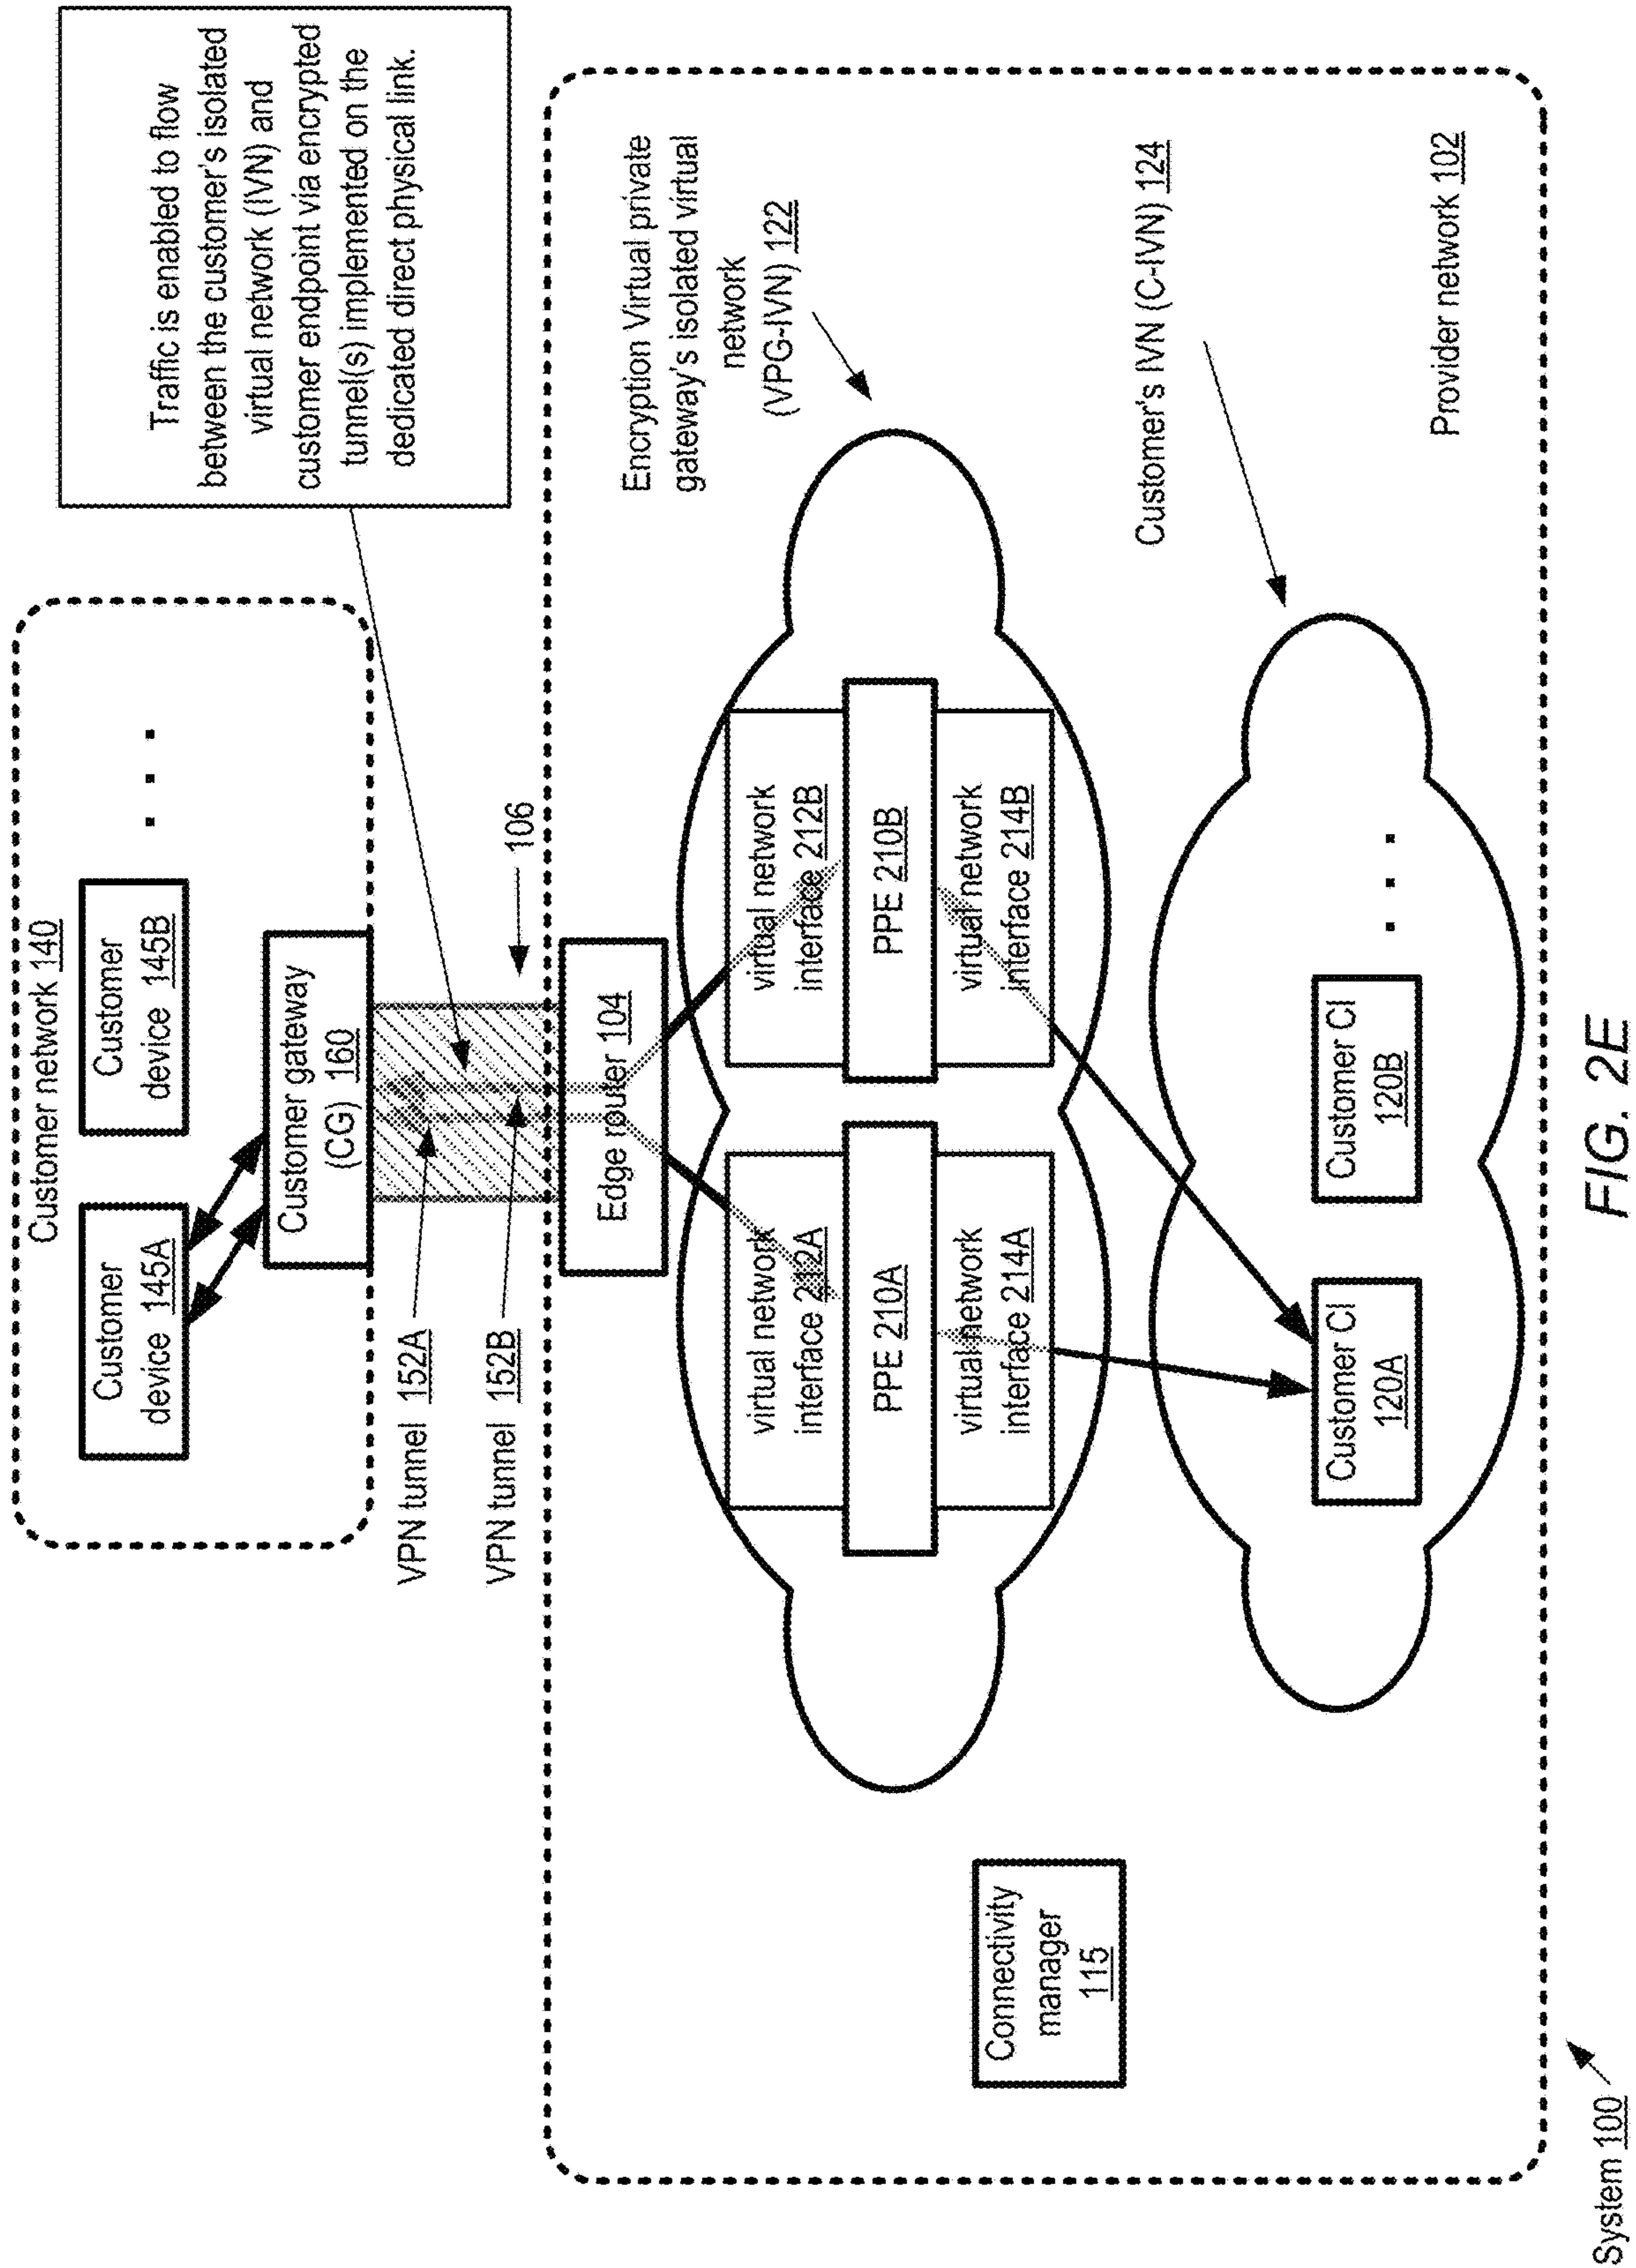 System 100
Customer network 140
Customer
device 145A
Customer
device 145B
. . .
Customer gateway
(CG) 160
Traffic is enabled to flow
between the customer's isolated
virtual network (IVN) and
customer endpoint via encrypted
tunnel(s) implemented on the
dedicated direct physical link.
VPN tunnel 152A
VPN tunnel 152B
106
Edge router 104
Encryption Virtual private
gateway's isolated virtual
network
(VPG-IVN) 122
virtual network
interface 212A
virtual network
interface 212B
PPE 210A
PPE 210B
virtual network
interface 214A
virtual network
interface 214B
Connectivity
manager
115
Customer's IVN (C-IVN) 124
Customer CI
120A
Customer CI
120B
. . .
Provider network 102
FIG. 2E